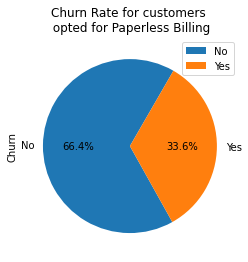 Churn Rate for customers
opted for Paperless Billing
No
Yes
Churn
No
66.4%
33.6%
Yes